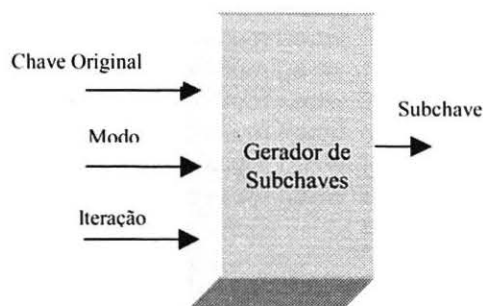 Chave Original
Modo
Iteração
Gerador de
Subchaves
Subchave